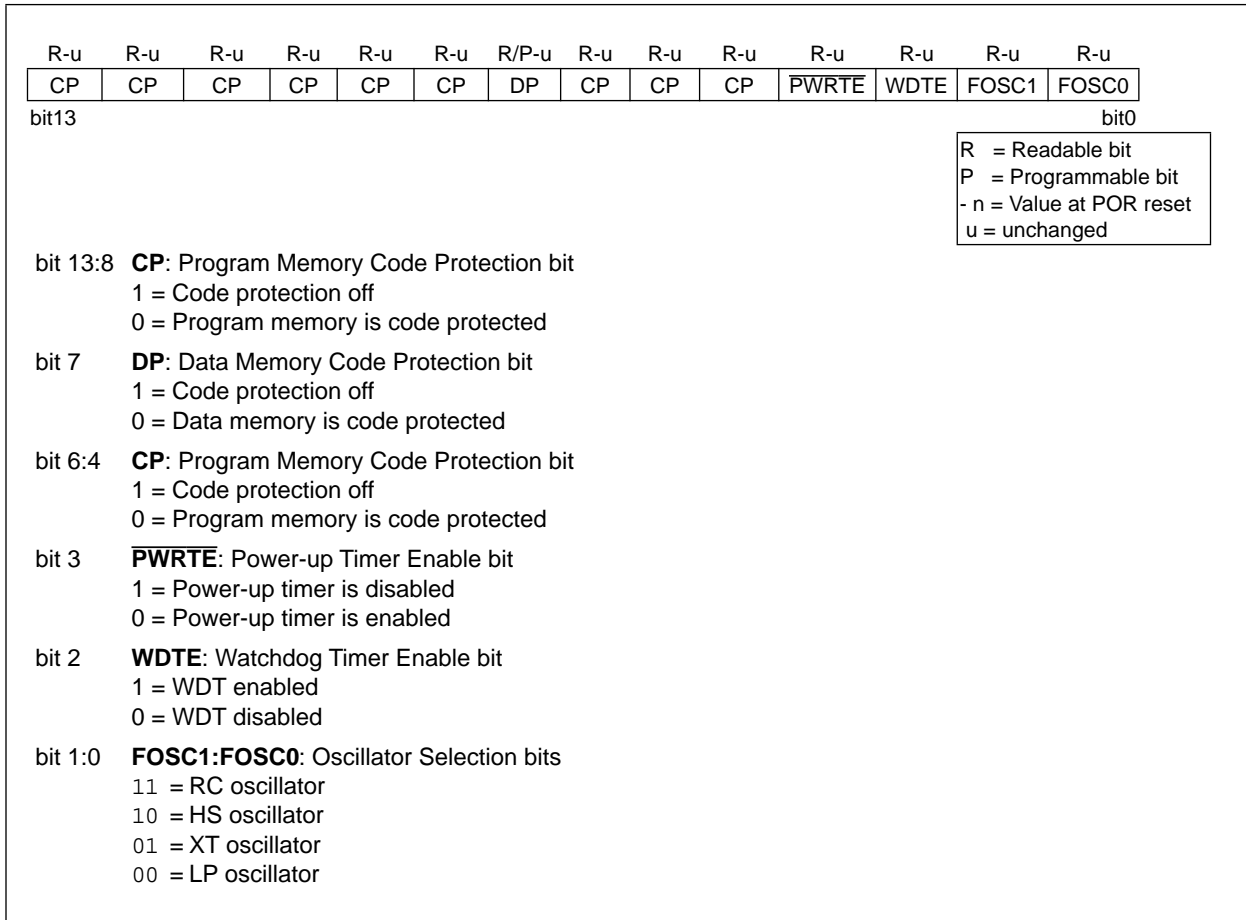 R-u R-u R-u R-u R-u R-u R/P-u R-u R-u R-u R-u R-u R-u R-u
CP CP CP CP CP CP DP CP CP CP PWRTE WDTE FOSC1 FOSC0
bit13 bit0
R = Readable bit
P = Programmable bit
- n = Value at POR reset
u = unchanged
bit 13:8 CP: Program Memory Code Protection bit
1 = Code protection off
0 = Program memory is code protected
bit 7 DP: Data Memory Code Protection bit
1 = Code protection off
0 = Data memory is code protected
bit 6:4 CP: Program Memory Code Protection bit
1 = Code protection off
0 = Program memory is code protected
bit 3 PWRTE: Power-up Timer Enable bit
1 = Power-up timer is disabled
0 = Power-up timer is enabled
bit 2 WDTE: Watchdog Timer Enable bit
1 = WDT enabled
0 = WDT disabled
bit 1:0 FOSC1:FOSC0: Oscillator Selection bits
11 = RC oscillator
10 = HS oscillator
01 = XT oscillator
00 = LP oscillator